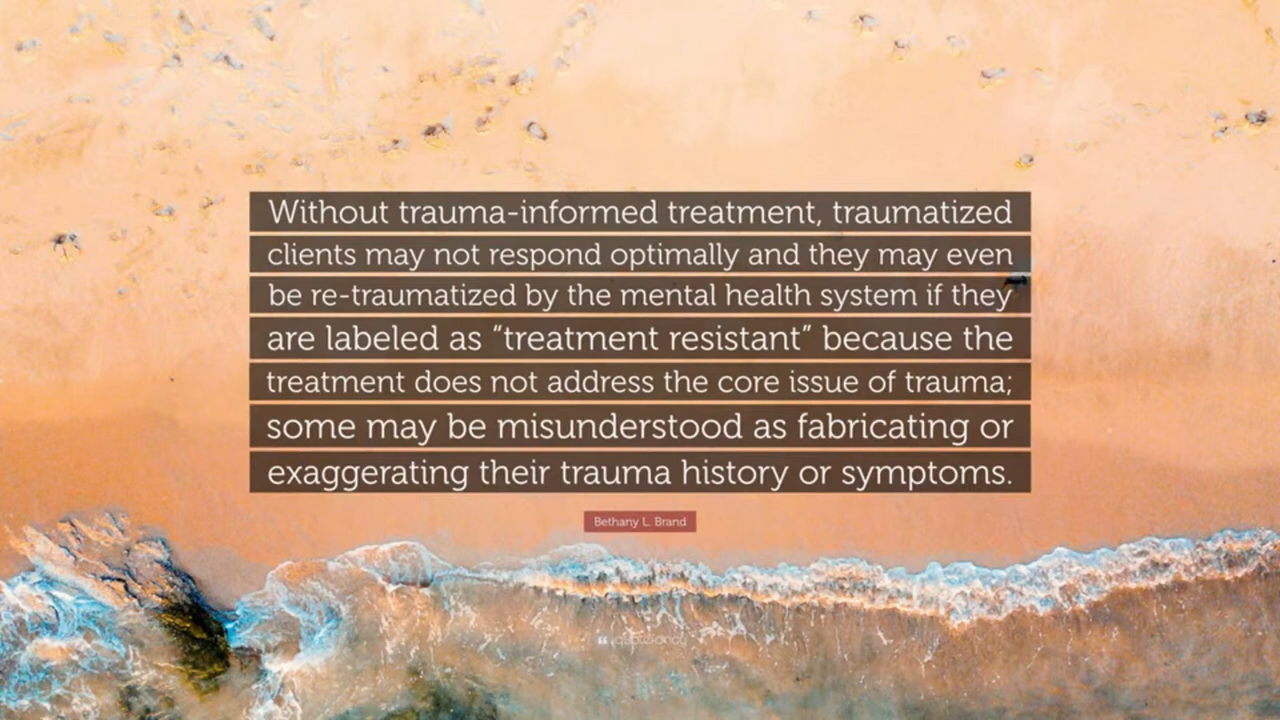 Without trauma-informed treatment, traumatized
clients may not respond optimally and they may even
be re-traumatized by the mental health system if they
are labeled as “treatment resistant” because the
treatment does not address the core issue of trauma;
some may be misunderstood as fabricating or
exaggerating their trauma history or symptoms.
Bethany L. Brand